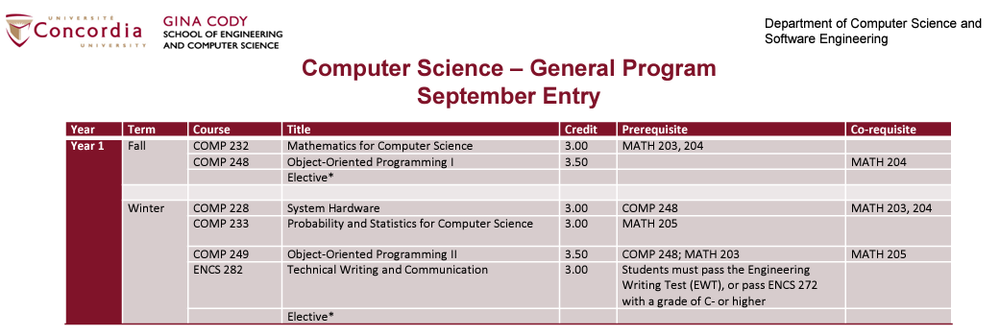 UNIVERSITÉ
Concordia
UNIVERSITY
GINA CODY
SCHOOL OF ENGINEERING
AND COMPUTER SCIENCE
Department of Computer Science and
Software Engineering
Computer Science – General Program
September Entry
Year Term Course Title Credit Prerequisite Co-requisite
Year 1 Fall COMP 232 Mathematics for Computer Science 3.00 MATH 203, 204
COMP 248 Object-Oriented Programming I 3.50 MATH 204
Elective*
Winter COMP 228 System Hardware 3.00 COMP 248 MATH 203, 204
COMP 233 Probability and Statistics for Computer Science 3.00 MATH 205
COMP 249 Object-Oriented Programming II 3.50 COMP 248; MATH 203 MATH 205
ENCS 282 Technical Writing and Communication 3.00 Students must pass the Engineering
Writing Test (EWT), or pass ENCS 272
with a grade of C- or higher
Elective*